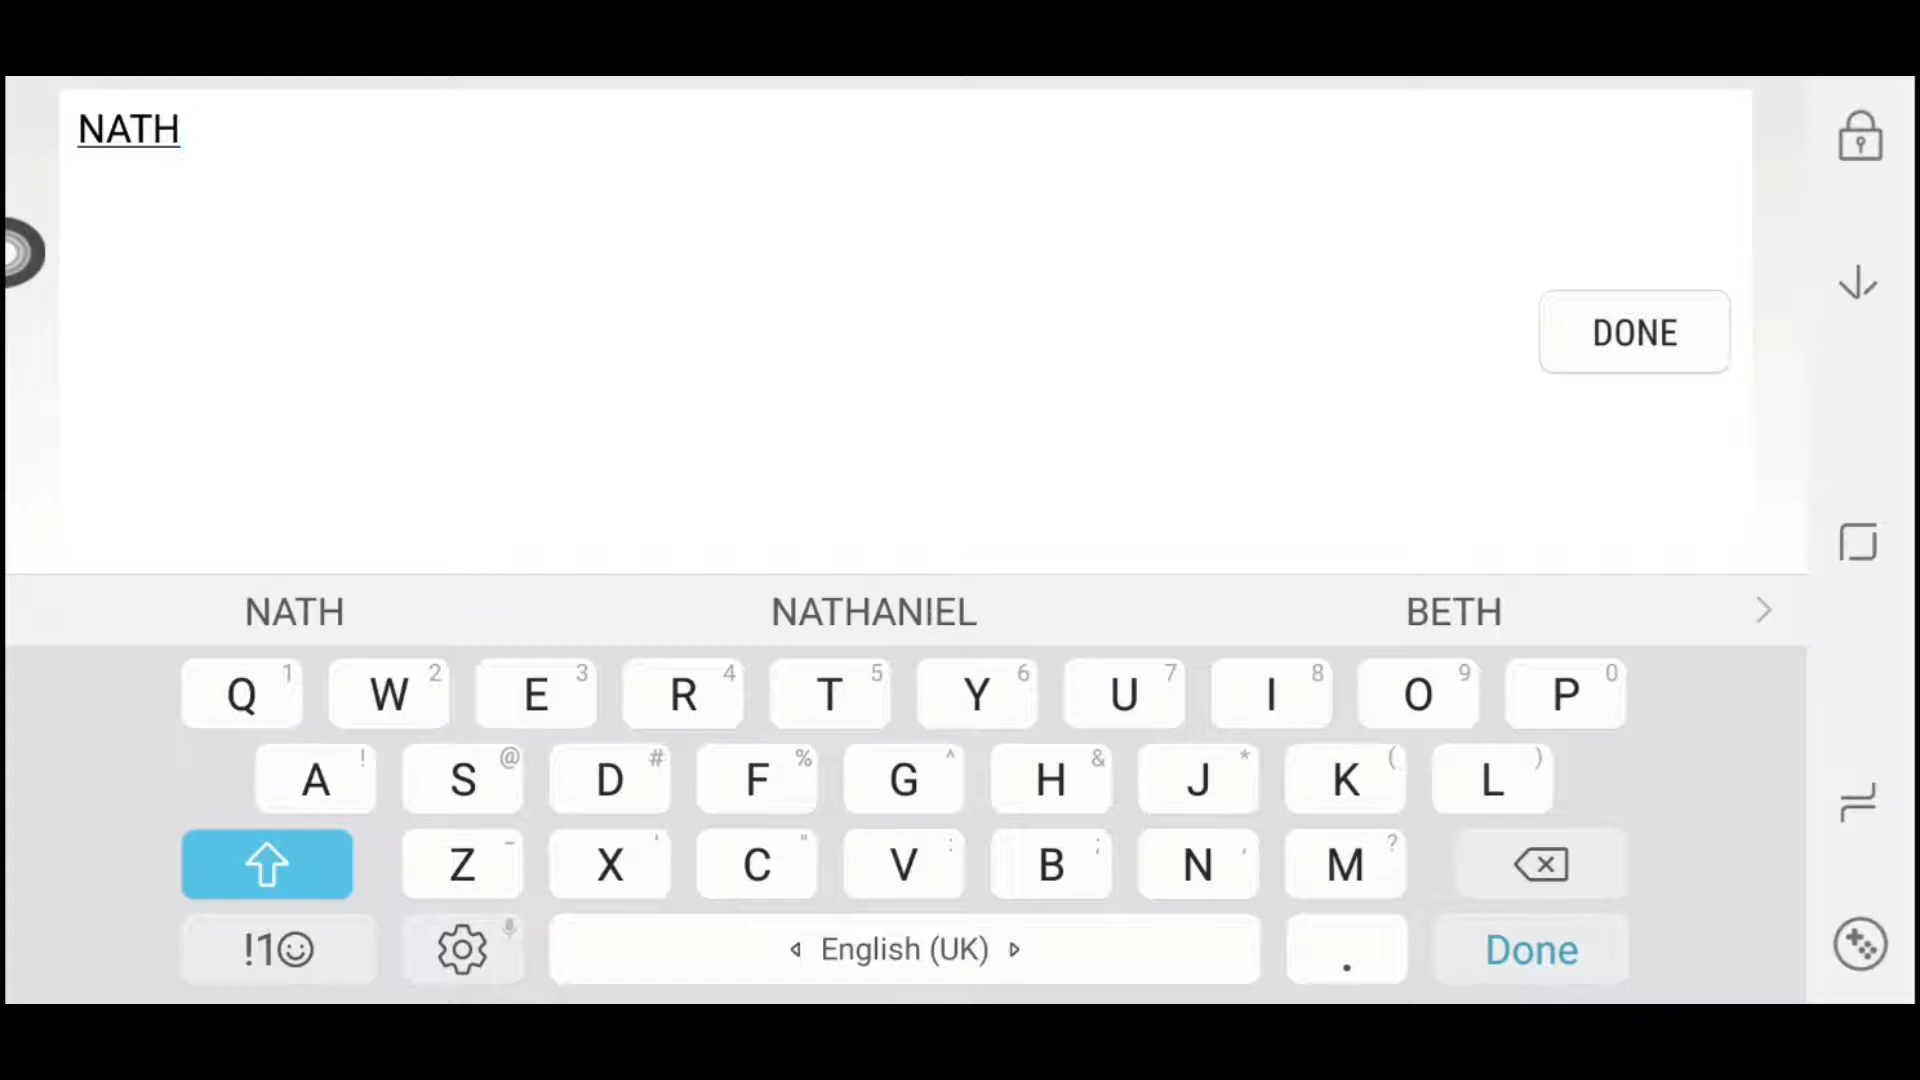 NATH
DONE
NATH NATHANIEL BETH
Q 1 W 2 E 3 R 4 T 5 Y 6 U 7 I 8 O 9 P 0
A ! S @ D # F % G ^ H & J * K ( L )
Z - X ' C " V : B ; N , M ?
!1☺ English (UK) . Done